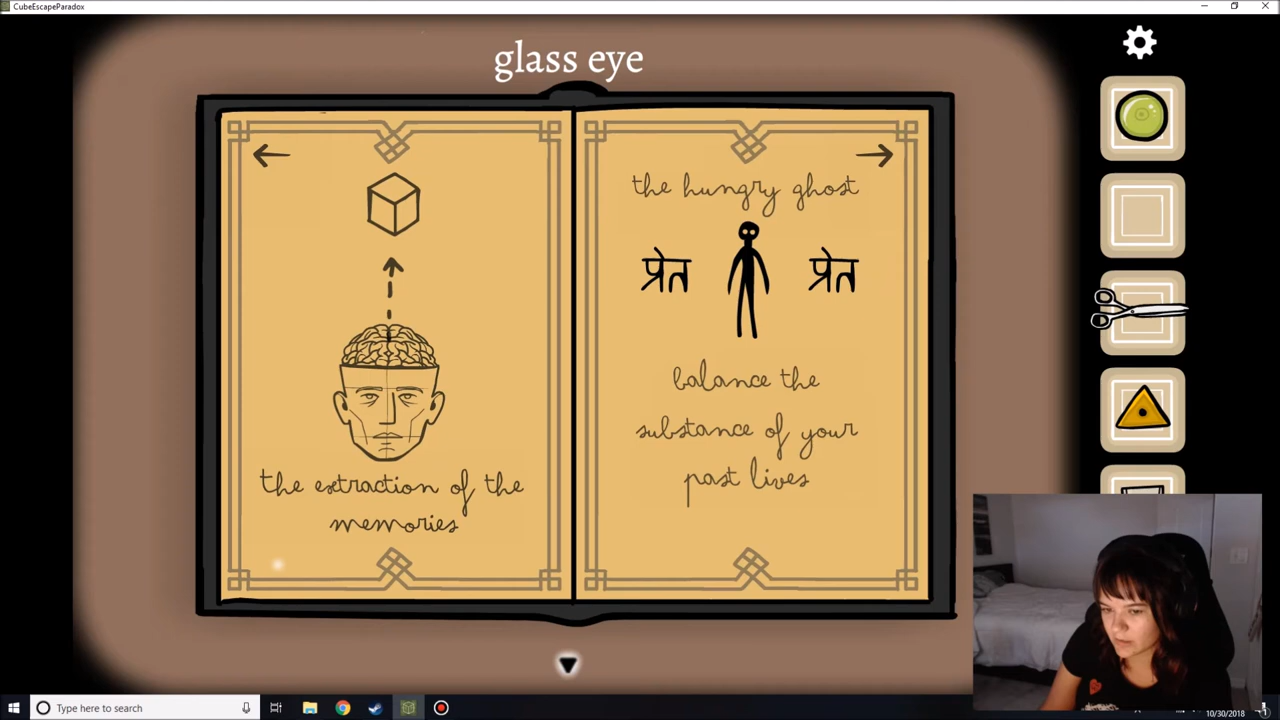 CubeEscapeParadox
glass eye
the extraction of the
memories
the hungry ghost
प्रेत प्रेत
balance the
substance of your
past lives
Type here to search
10/30/2018